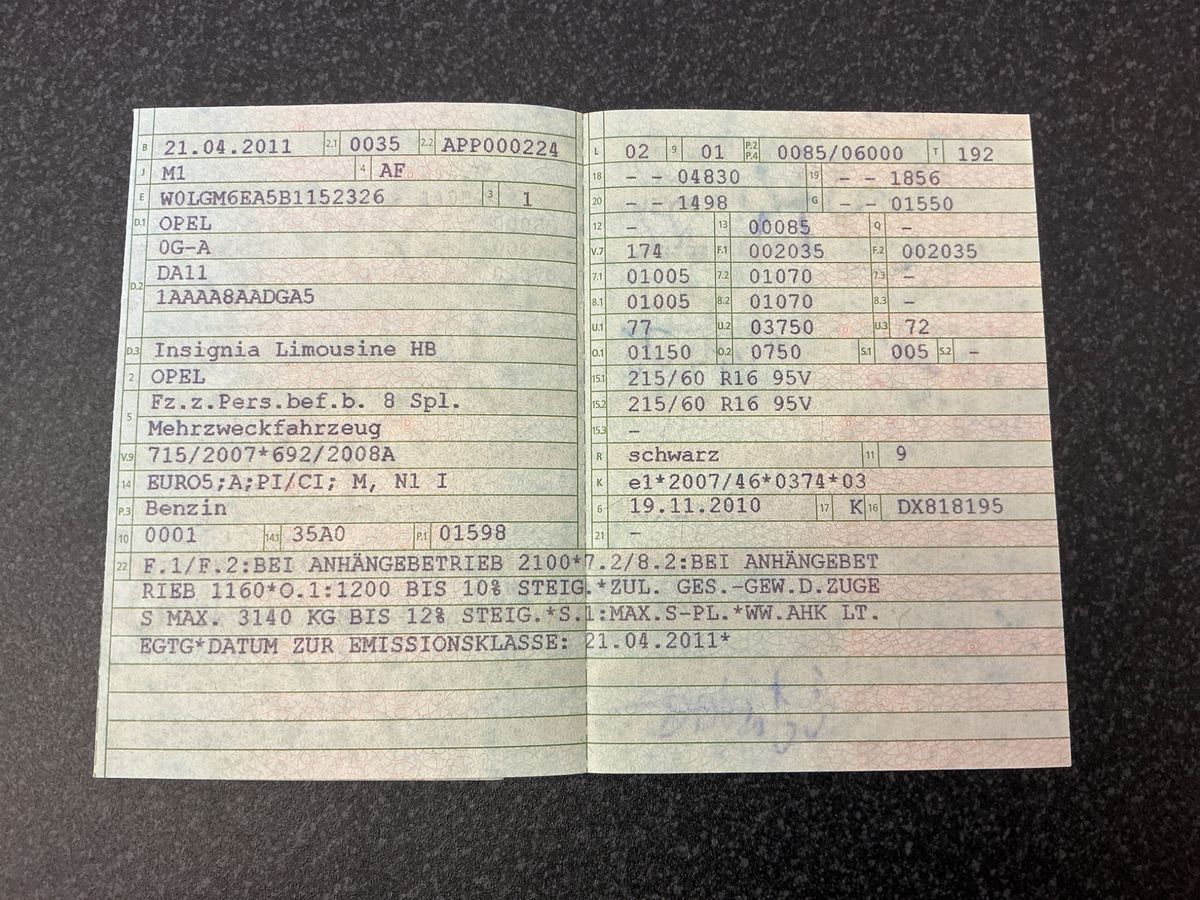 B 21.04.2011 2.1 0035 2.2 APP000224
J M1 4 AF
E W0LGM6EA5B1152326 3 1
D.1 OPEL
0G-A
D.2 DA11
1AAAA8AADGA5
D.3 Insignia Limousine HB
2 OPEL
5 Fz.z.Pers.bef.b. 8 Spl.
Mehrzweckfahrzeug
V.9 715/2007*692/2008A
14 EURO5;A;PI/CI; M, N1 I
P.3 Benzin
10 0001 14.1 35A0 P.1 01598
L 02 9 01 P.2 P.4 0085/06000 T 192
18 - - 04830 19 - - 1856
20 - - 1498 G - - 01550
12 - 13 00085 Q -
V.7 174 F.1 002035 F.2 002035
7.1 01005 7.2 01070 7.3 -
8.1 01005 8.2 01070 8.3 -
U.1 77 U.2 03750 U.3 72
O.1 01150 O.2 0750 S.1 005 S.2 -
15.1 215/60 R16 95V
15.2 215/60 R16 95V
15.3 -
R schwarz 11 9
K e1*2007/46*0374*03
6 19.11.2010 17 K 16 DX818195
21 -
22 F.1/F.2:BEI ANHÄNGEBETRIEB 2100*7.2/8.2:BEI ANHÄNGEBET
RIEB 1160*O.1:1200 BIS 10% STEIG.*ZUL. GES.-GEW.D.ZUGE
S MAX. 3140 KG BIS 12% STEIG.*S.1:MAX.S-PL.*WW.AHK LT.
EGTG*DATUM ZUR EMISSIONSKLASSE: 21.04.2011*